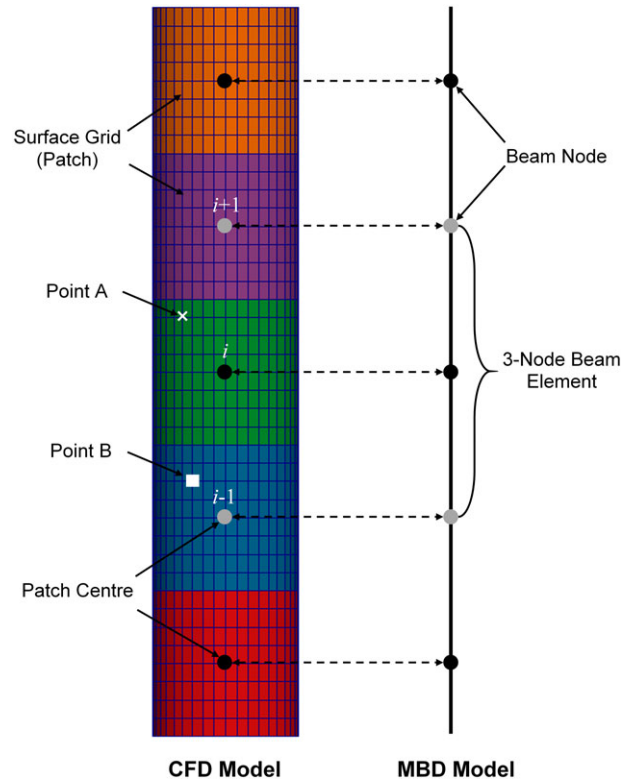 Surface Grid
(Patch)
Beam Node
i+1
Point A
i
3-Node Beam
Element
Point B
i-1
Patch Centre
CFD Model
MBD Model